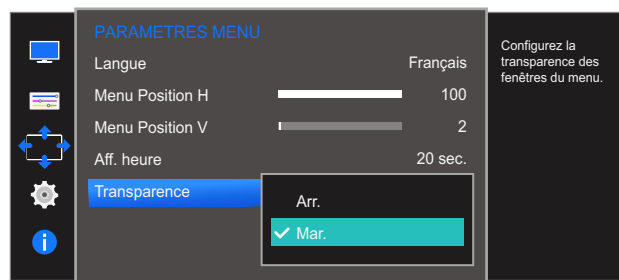 PARAMETRES MENU
Langue Français
Menu Position H 100
Menu Position V 2
Aff. heure 20 sec.
Transparence
Arr.
Mar.
Configurez la
transparence des
fenêtres du menu.